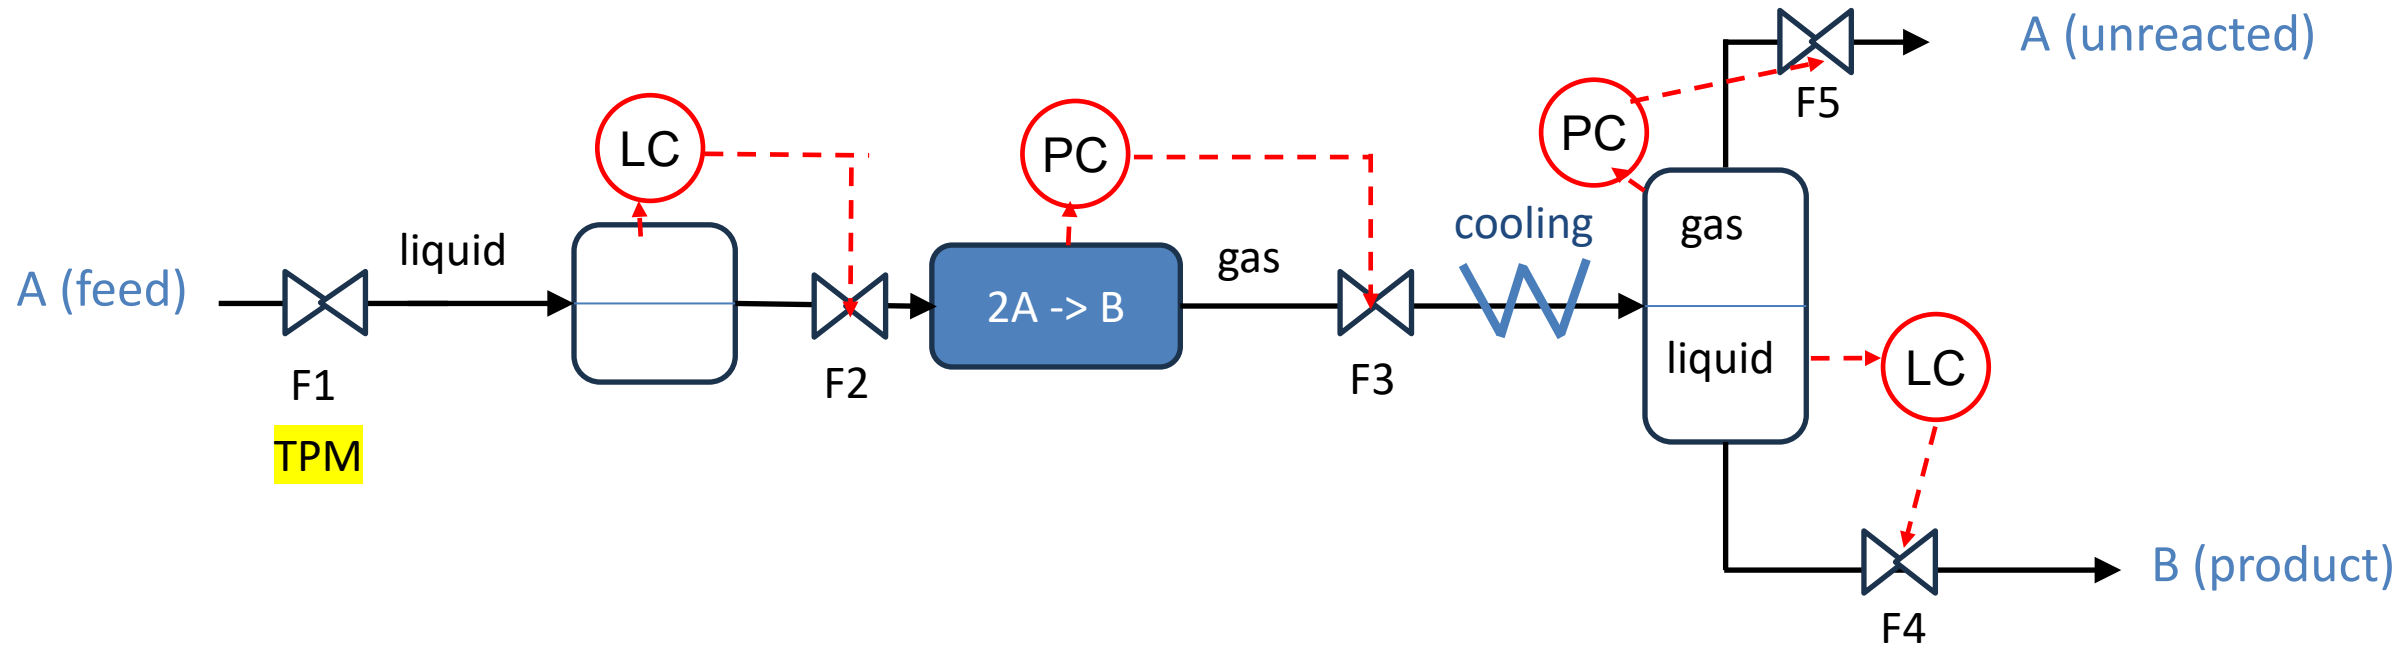 A (feed)
F1
TPM
liquid
LC
F2
PC
2A -> B
gas
F3
cooling
PC
F5
A (unreacted)
gas
liquid
LC
F4
B (product)